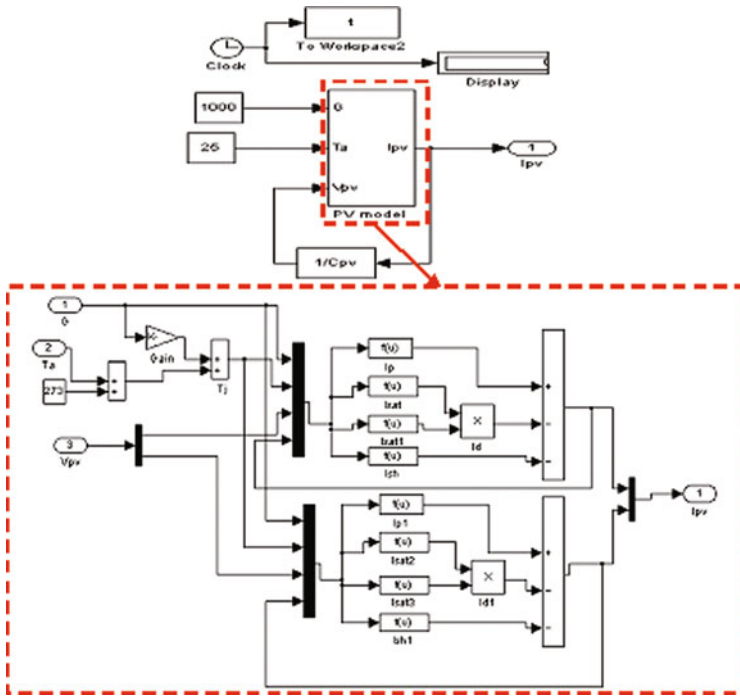 t
To Workspace2
Clock
Display
1000
G
25
Ta
Ipv
Vpv
PV model
1
Ipv
1/Cpv
1
G
K-
Gain
2
Ta
273
+
+
+
+
Tj
3
Vpv
f(u)
Ip
f(u)
Isat
f(u)
Isat1
f(u)
Ish
×
Id
+
-
-
f(u)
Ip1
f(u)
Isat2
f(u)
Isat3
f(u)
Ish1
×
Id1
+
-
-
1
Ipv